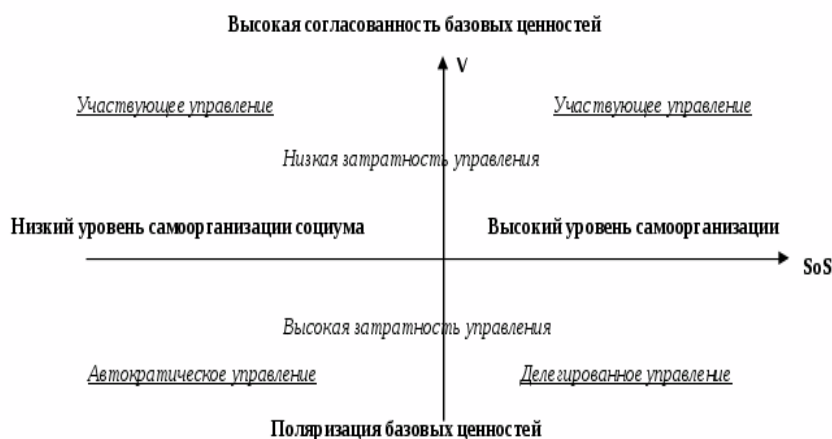 Высокая согласованность базовых ценностей
V
Участвующее управление
Участвующее управление
Низкая затратность управления
Низкий уровень самоорганизации социума
Высокий уровень самоорганизации
SoS
Высокая затратность управления
Автократическое управление
Делегированное управление
Поляризация базовых ценностей